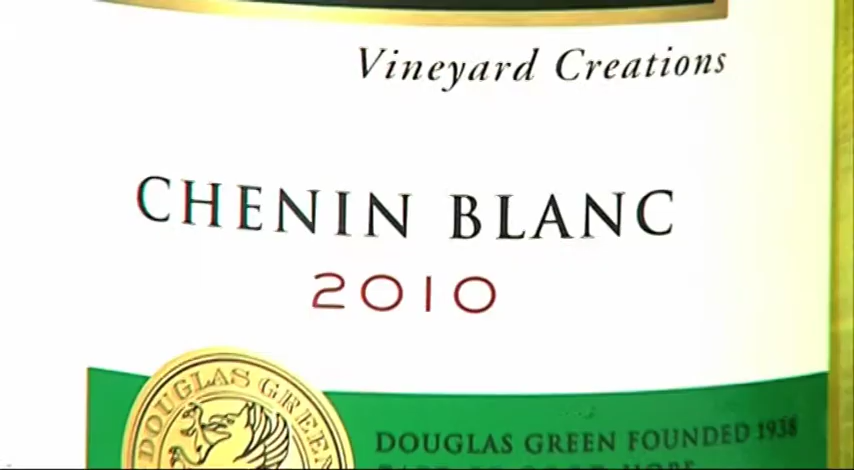 Vineyard Creations
CHENIN BLANC
2010
DOUGLAS GREEN
DOUGLAS GREEN FOUNDED 1938